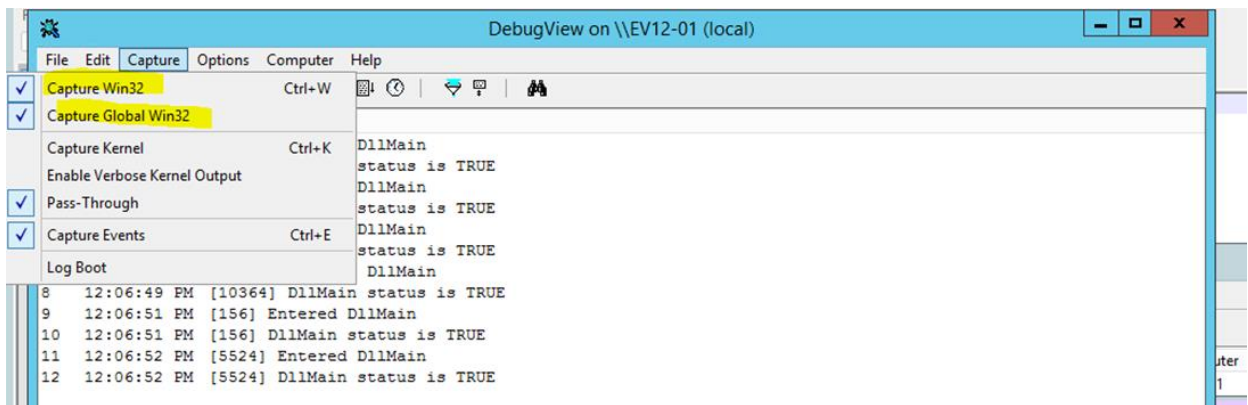 DebugView on \\EV12-01 (local)
File Edit Capture Options Computer Help
Capture Win32 Ctrl+W
Capture Global Win32
Capture Kernel Ctrl+K
Enable Verbose Kernel Output
Pass-Through
Capture Events Ctrl+E
Log Boot
DllMain
status is TRUE
DllMain
status is TRUE
DllMain
status is TRUE
DllMain
8 12:06:49 PM [10364] DllMain status is TRUE
9 12:06:51 PM [156] Entered DllMain
10 12:06:51 PM [156] DllMain status is TRUE
11 12:06:52 PM [5524] Entered DllMain
12 12:06:52 PM [5524] DllMain status is TRUE
uter
1